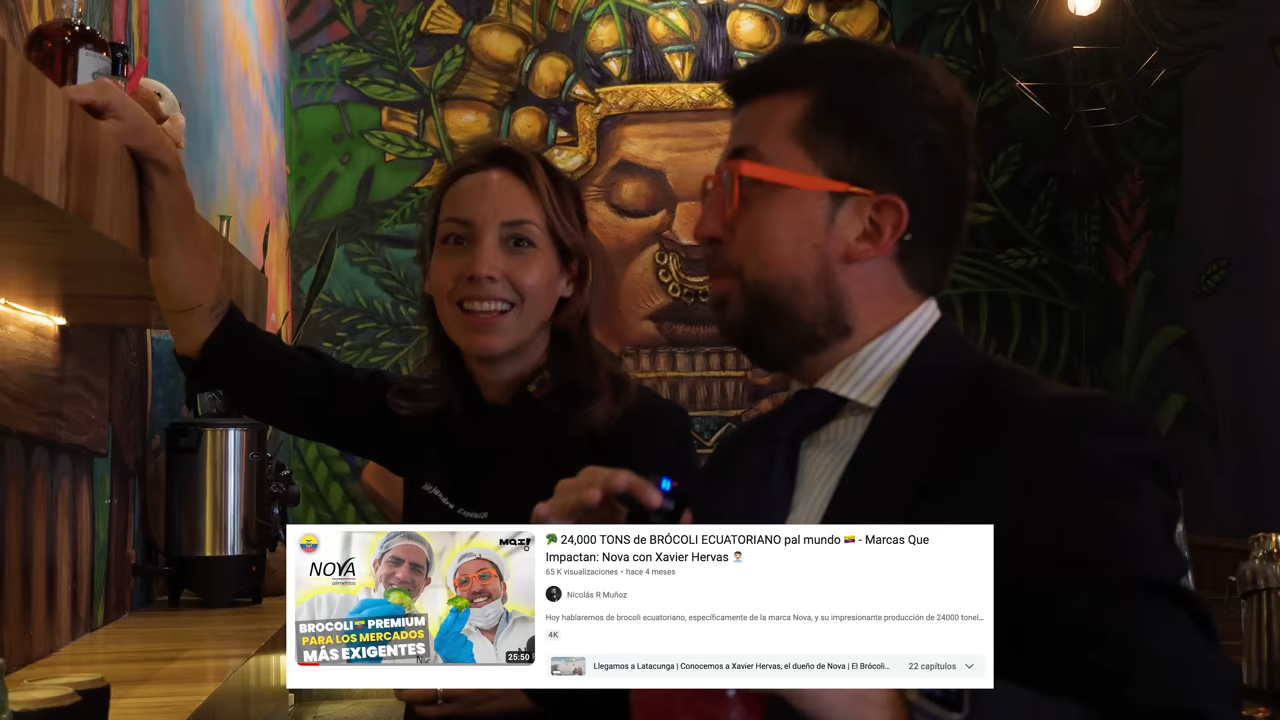 Alejandra Espinoza
🥦 24,000 TONS de BRÓCOLI ECUATORIANO pal mundo 🇪🇨 - Marcas Que
Impactan: Nova con Xavier Hervas 👨🏻‍⚕️
65 K visualizaciones • hace 4 meses
Nicolás R Muñoz
Hoy hablaremos de brocoli ecuatoriano, específicamente de la marca Nova, y su impresionante producción de 24000 tonel...
4K
Llegamos a Latacunga | Conocemos a Xavier Hervas, el dueño de Nova | El Brócoli...
22 capítulos
MQI!
NOVA
alimentos
BROCOLI🇪🇨 PREMIUM
PARA LOS MERCADOS
MÁS EXIGENTES
25:50